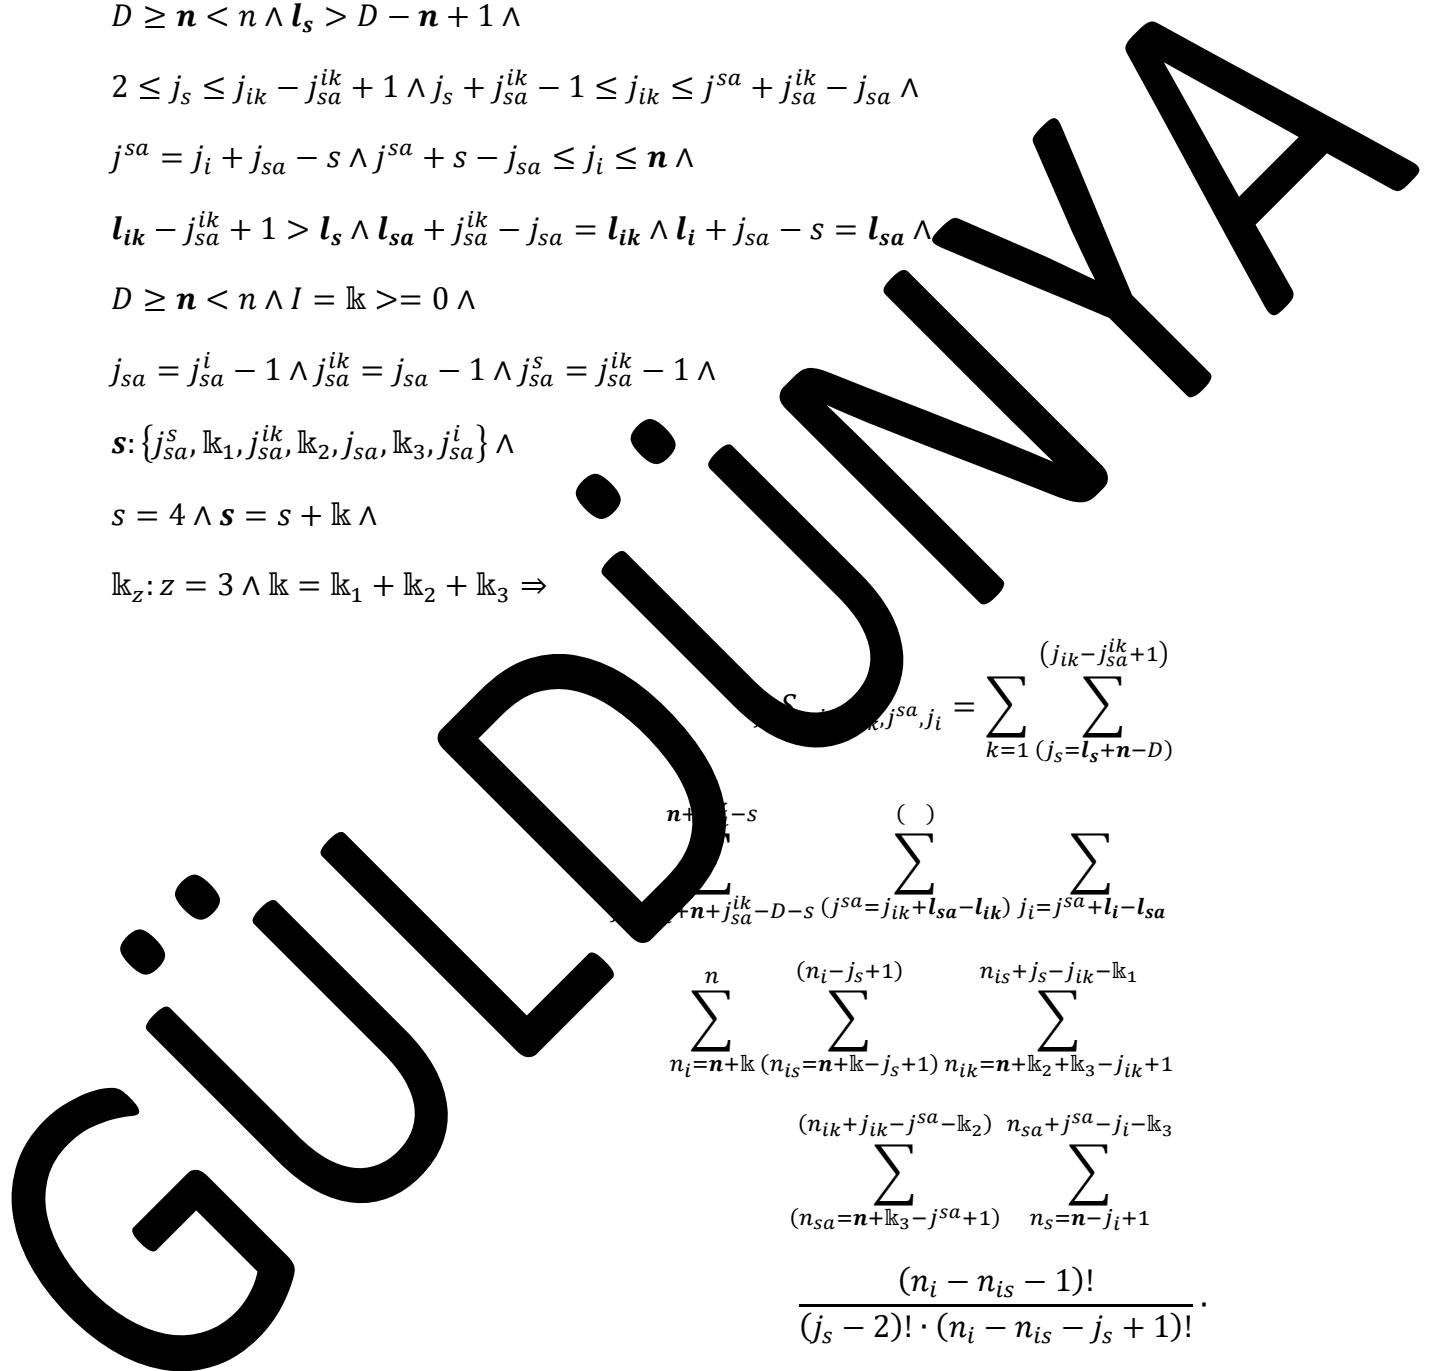 D ≥ n < n ∧ l_s > D − n + 1 ∧
2 ≤ j_s ≤ j_{ik} − j_{sa}^{ik} + 1 ∧ j_s + j_{sa}^{ik} − 1 ≤ j_{ik} ≤ j^{sa} + j_{sa}^{ik} − j_{sa} ∧
j^{sa} = j_i + j_{sa} − s ∧ j^{sa} + s − j_{sa} ≤ j_i ≤ n ∧
l_{ik} − j_{sa}^{ik} + 1 > l_s ∧ l_{sa} + j_{sa}^{ik} − j_{sa} = l_{ik} ∧ l_i + j_{sa} − s = l_{sa} ∧
D ≥ n < n ∧ I = 𝕜 >= 0 ∧
j_{sa} = j_{sa}^{i} − 1 ∧ j_{sa}^{ik} = j_{sa} − 1 ∧ j_{sa}^{s} = j_{sa}^{ik} − 1 ∧
s: {j_{sa}^{s}, 𝕜_1, j_{sa}^{ik}, 𝕜_2, j_{sa}, 𝕜_3, j_{sa}^{i}} ∧
s = 4 ∧ s = s + 𝕜 ∧
𝕜_z: z = 3 ∧ 𝕜 = 𝕜_1 + 𝕜_2 + 𝕜_3 ⇒
(j_{ik}−j_{sa}^{ik}+1)
,j^{sa},j_i = ∑ ∑
k=1 (j_s=l_s+n−D)
−s ( )
∑ ∑ ∑
+n+j_{sa}^{ik}−D−s (j^{sa}=j_{ik}+l_{sa}−l_{ik}) j_i=j^{sa}+l_i−l_{sa}
n (n_i−j_s+1) n_{is}+j_s−j_{ik}−𝕜_1
∑ ∑ ∑
n_i=n+𝕜 (n_{is}=n+𝕜−j_s+1) n_{ik}=n+𝕜_2+𝕜_3−j_{ik}+1
(n_{ik}+j_{ik}−j^{sa}−𝕜_2) n_{sa}+j^{sa}−j_i−𝕜_3
∑ ∑
(n_{sa}=n+𝕜_3−j^{sa}+1) n_s=n−j_i+1
(n_i − n_{is} − 1)!
(j_s − 2)! · (n_i − n_{is} − j_s + 1)! ·
GÜLDÜNYA